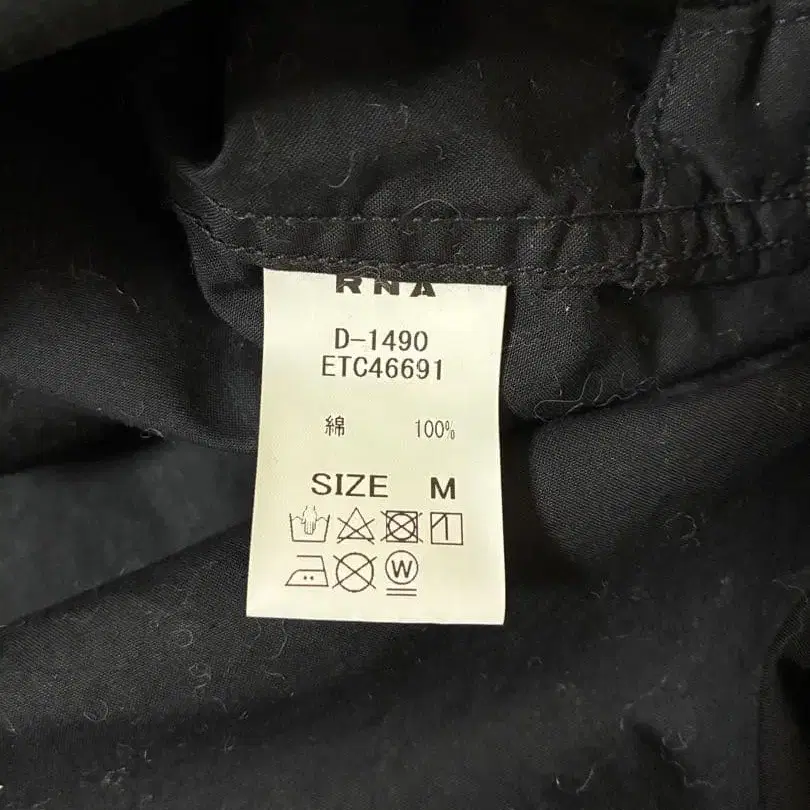 RNA
D-1490
ETC46691
綿 100%
SIZE M
W